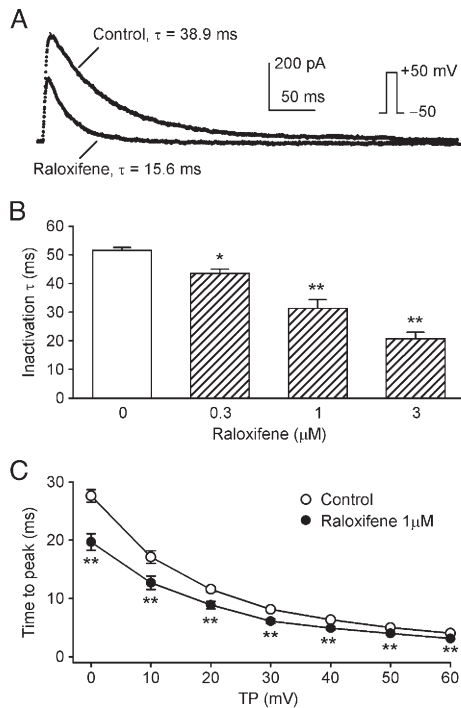 A
Control, τ = 38.9 ms
200 pA
50 ms
+50 mV
−50
Raloxifene, τ = 15.6 ms
B
Inactivation τ (ms)
60
50
40
30
20
10
0
*
**
**
0 0.3 1 3
Raloxifene (μM)
C
Time to peak (ms)
30
20
10
0
Control
Raloxifene 1μM
** ** ** ** ** ** **
0 10 20 30 40 50 60
TP (mV)